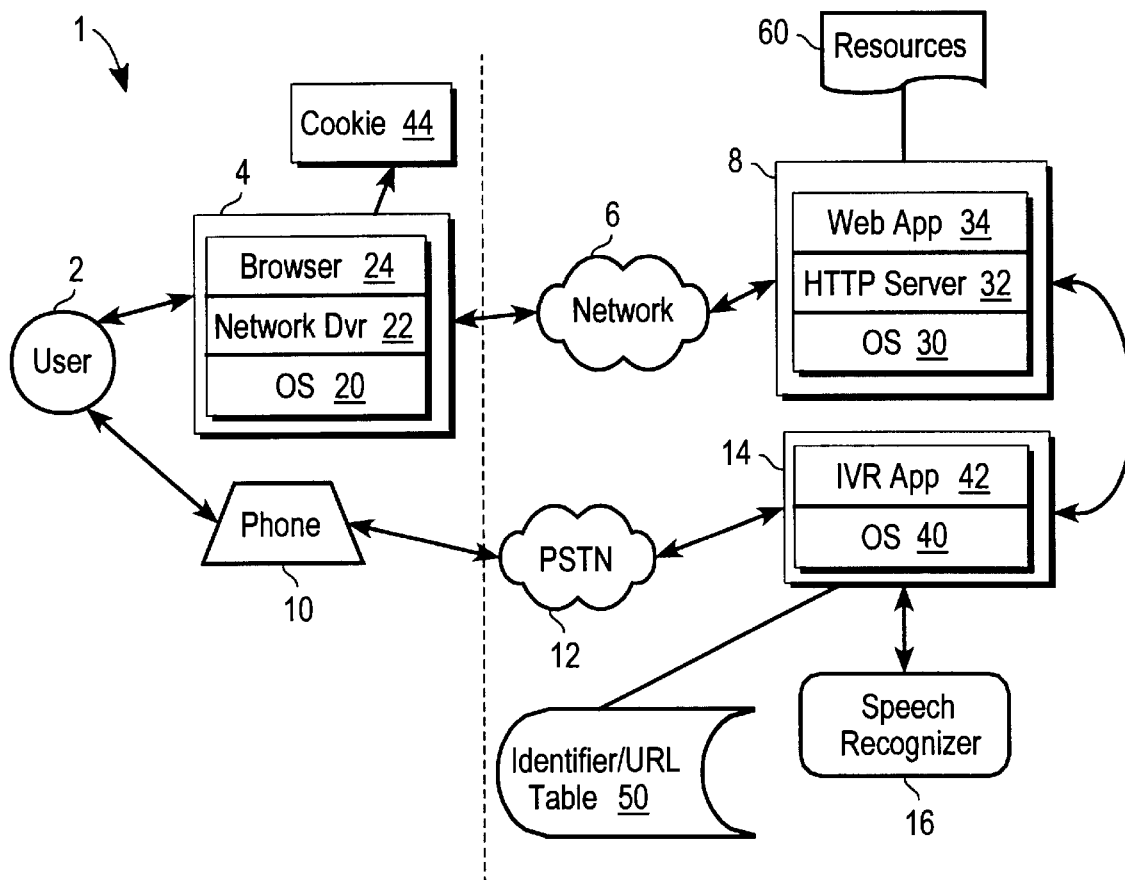 1
60
Resources
Cookie 44
4
8
6
Web App 34
2
Browser 24
HTTP Server 32
Network
Network Dvr 22
User
OS 30
OS 20
14
IVR App 42
Phone
PSTN
OS 40
10
12
Speech
Recognizer
Identifier/URL
Table 50
16